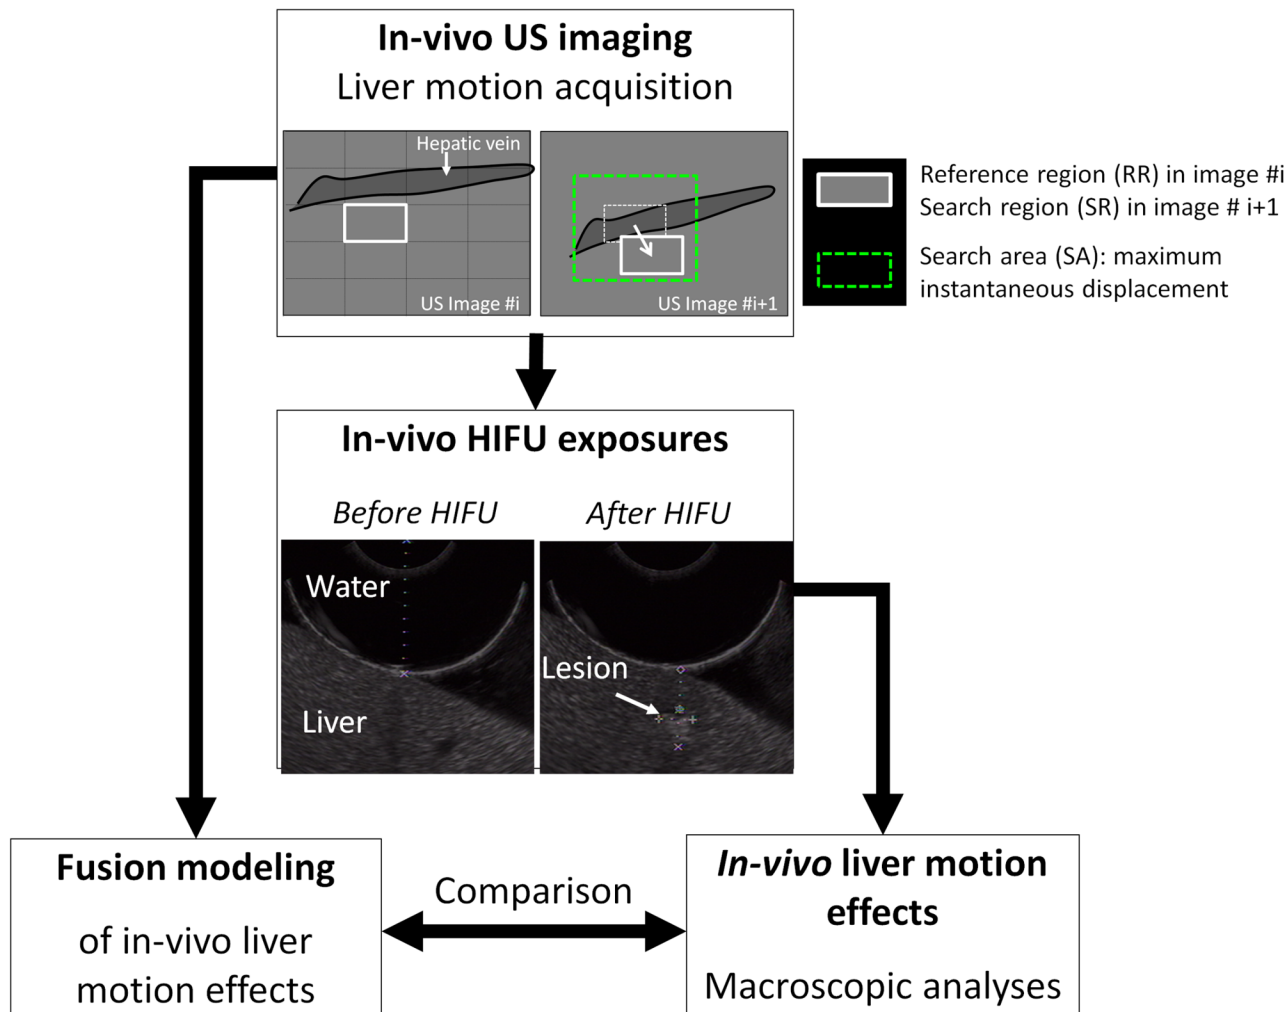 In-vivo US imaging
Liver motion acquisition
Hepatic vein
US Image #i
US Image #i+1
Reference region (RR) in image #i
Search region (SR) in image # i+1
Search area (SA): maximum
instantaneous displacement
In-vivo HIFU exposures
Before HIFU
After HIFU
Water
Liver
Lesion
Fusion modeling
of in-vivo liver
motion effects
Comparison
In-vivo liver motion
effects
Macroscopic analyses